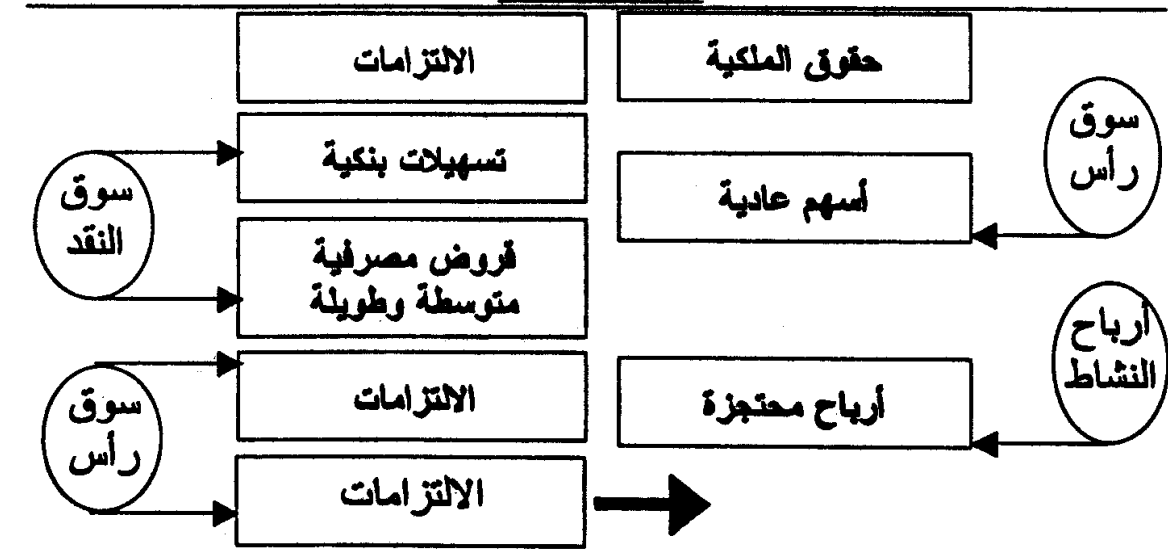 حقوق الملكية
الالتزامات
سوق
رأس
أسهم عادية
تسهيلات بنكية
سوق
النقد
قروض مصرفية
متوسطة وطويلة
أرباح
النشاط
أرباح محتجزة
الالتزامات
سوق
رأس
الالتزامات